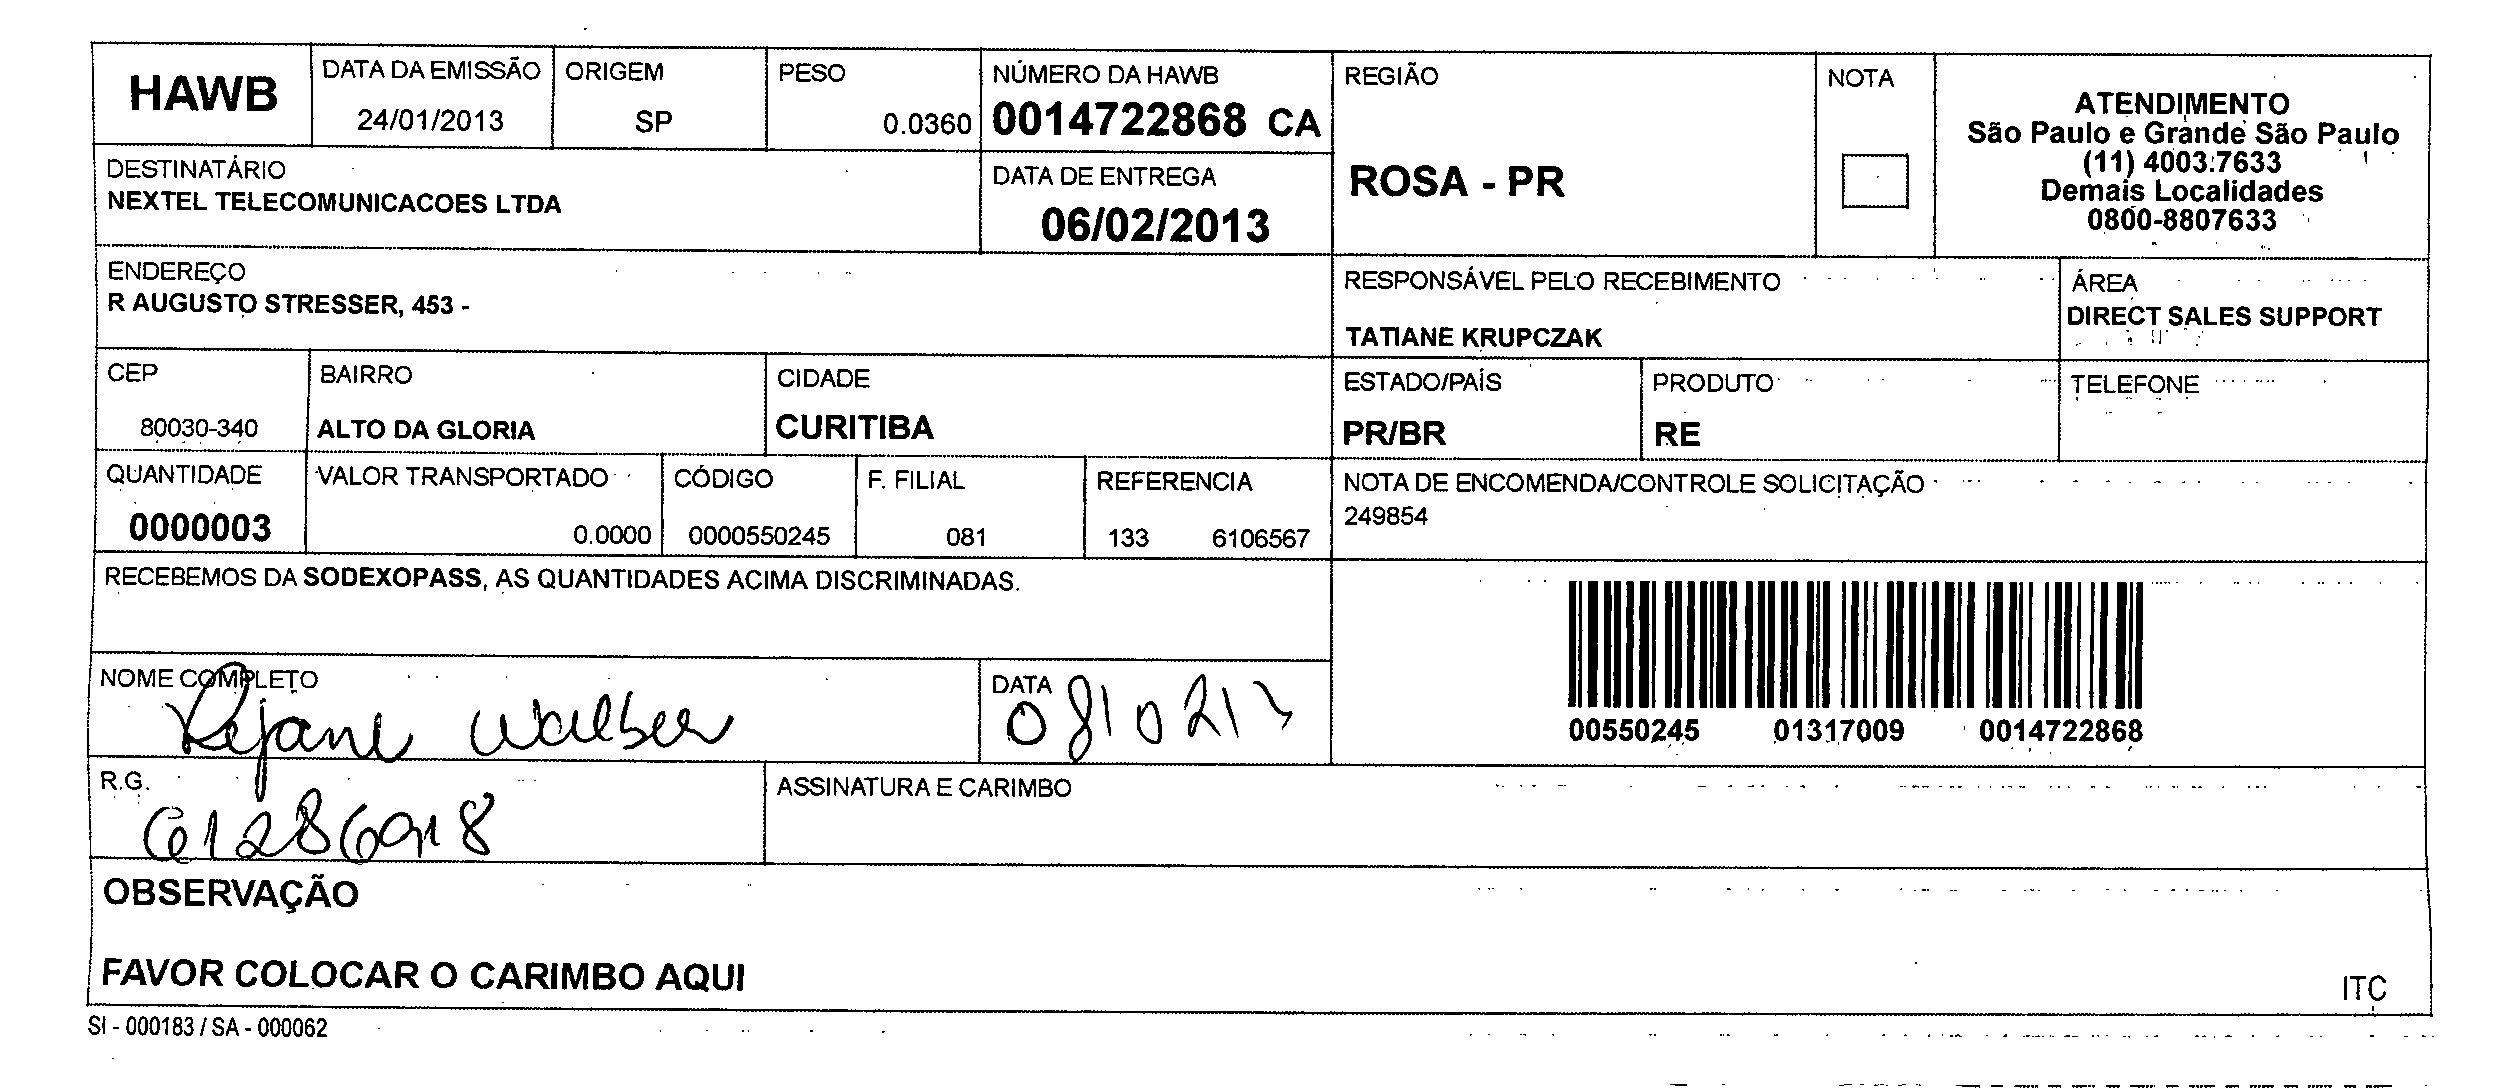 HAWB
DATA DA EMISSÃO
24/01/2013
ORIGEM
SP
PESO
0.0360
NÚMERO DA HAWB
0014722868 CA
REGIÃO
ROSA - PR
NOTA
ATENDIMENTO
São Paulo e Grande São Paulo
(11) 4003.7633
Demais Localidades
0800-8807633
DESTINATÁRIO
NEXTEL TELECOMUNICACOES LTDA
DATA DE ENTREGA
06/02/2013
ENDEREÇO
R AUGUSTO STRESSER, 453 -
RESPONSÁVEL PELO RECEBIMENTO
TATIANE KRUPCZAK
ÁREA
DIRECT SALES SUPPORT
CEP
80030-340
BAIRRO
ALTO DA GLORIA
CIDADE
CURITIBA
ESTADO/PAÍS
PR/BR
PRODUTO
RE
TELEFONE
QUANTIDADE
0000003
VALOR TRANSPORTADO
0.0000
CÓDIGO
0000550245
F. FILIAL
081
REFERENCIA
133 6106567
NOTA DE ENCOMENDA/CONTROLE SOLICITAÇÃO
249854
RECEBEMOS DA SODEXOPASS, AS QUANTIDADES ACIMA DISCRIMINADAS.
00550245 01317009 0014722868
NOME COMPLETO
Rejane Walber
DATA
R.G.
61286918
ASSINATURA E CARIMBO
OBSERVAÇÃO
FAVOR COLOCAR O CARIMBO AQUI
ITC
SI - 000183 / SA - 000062